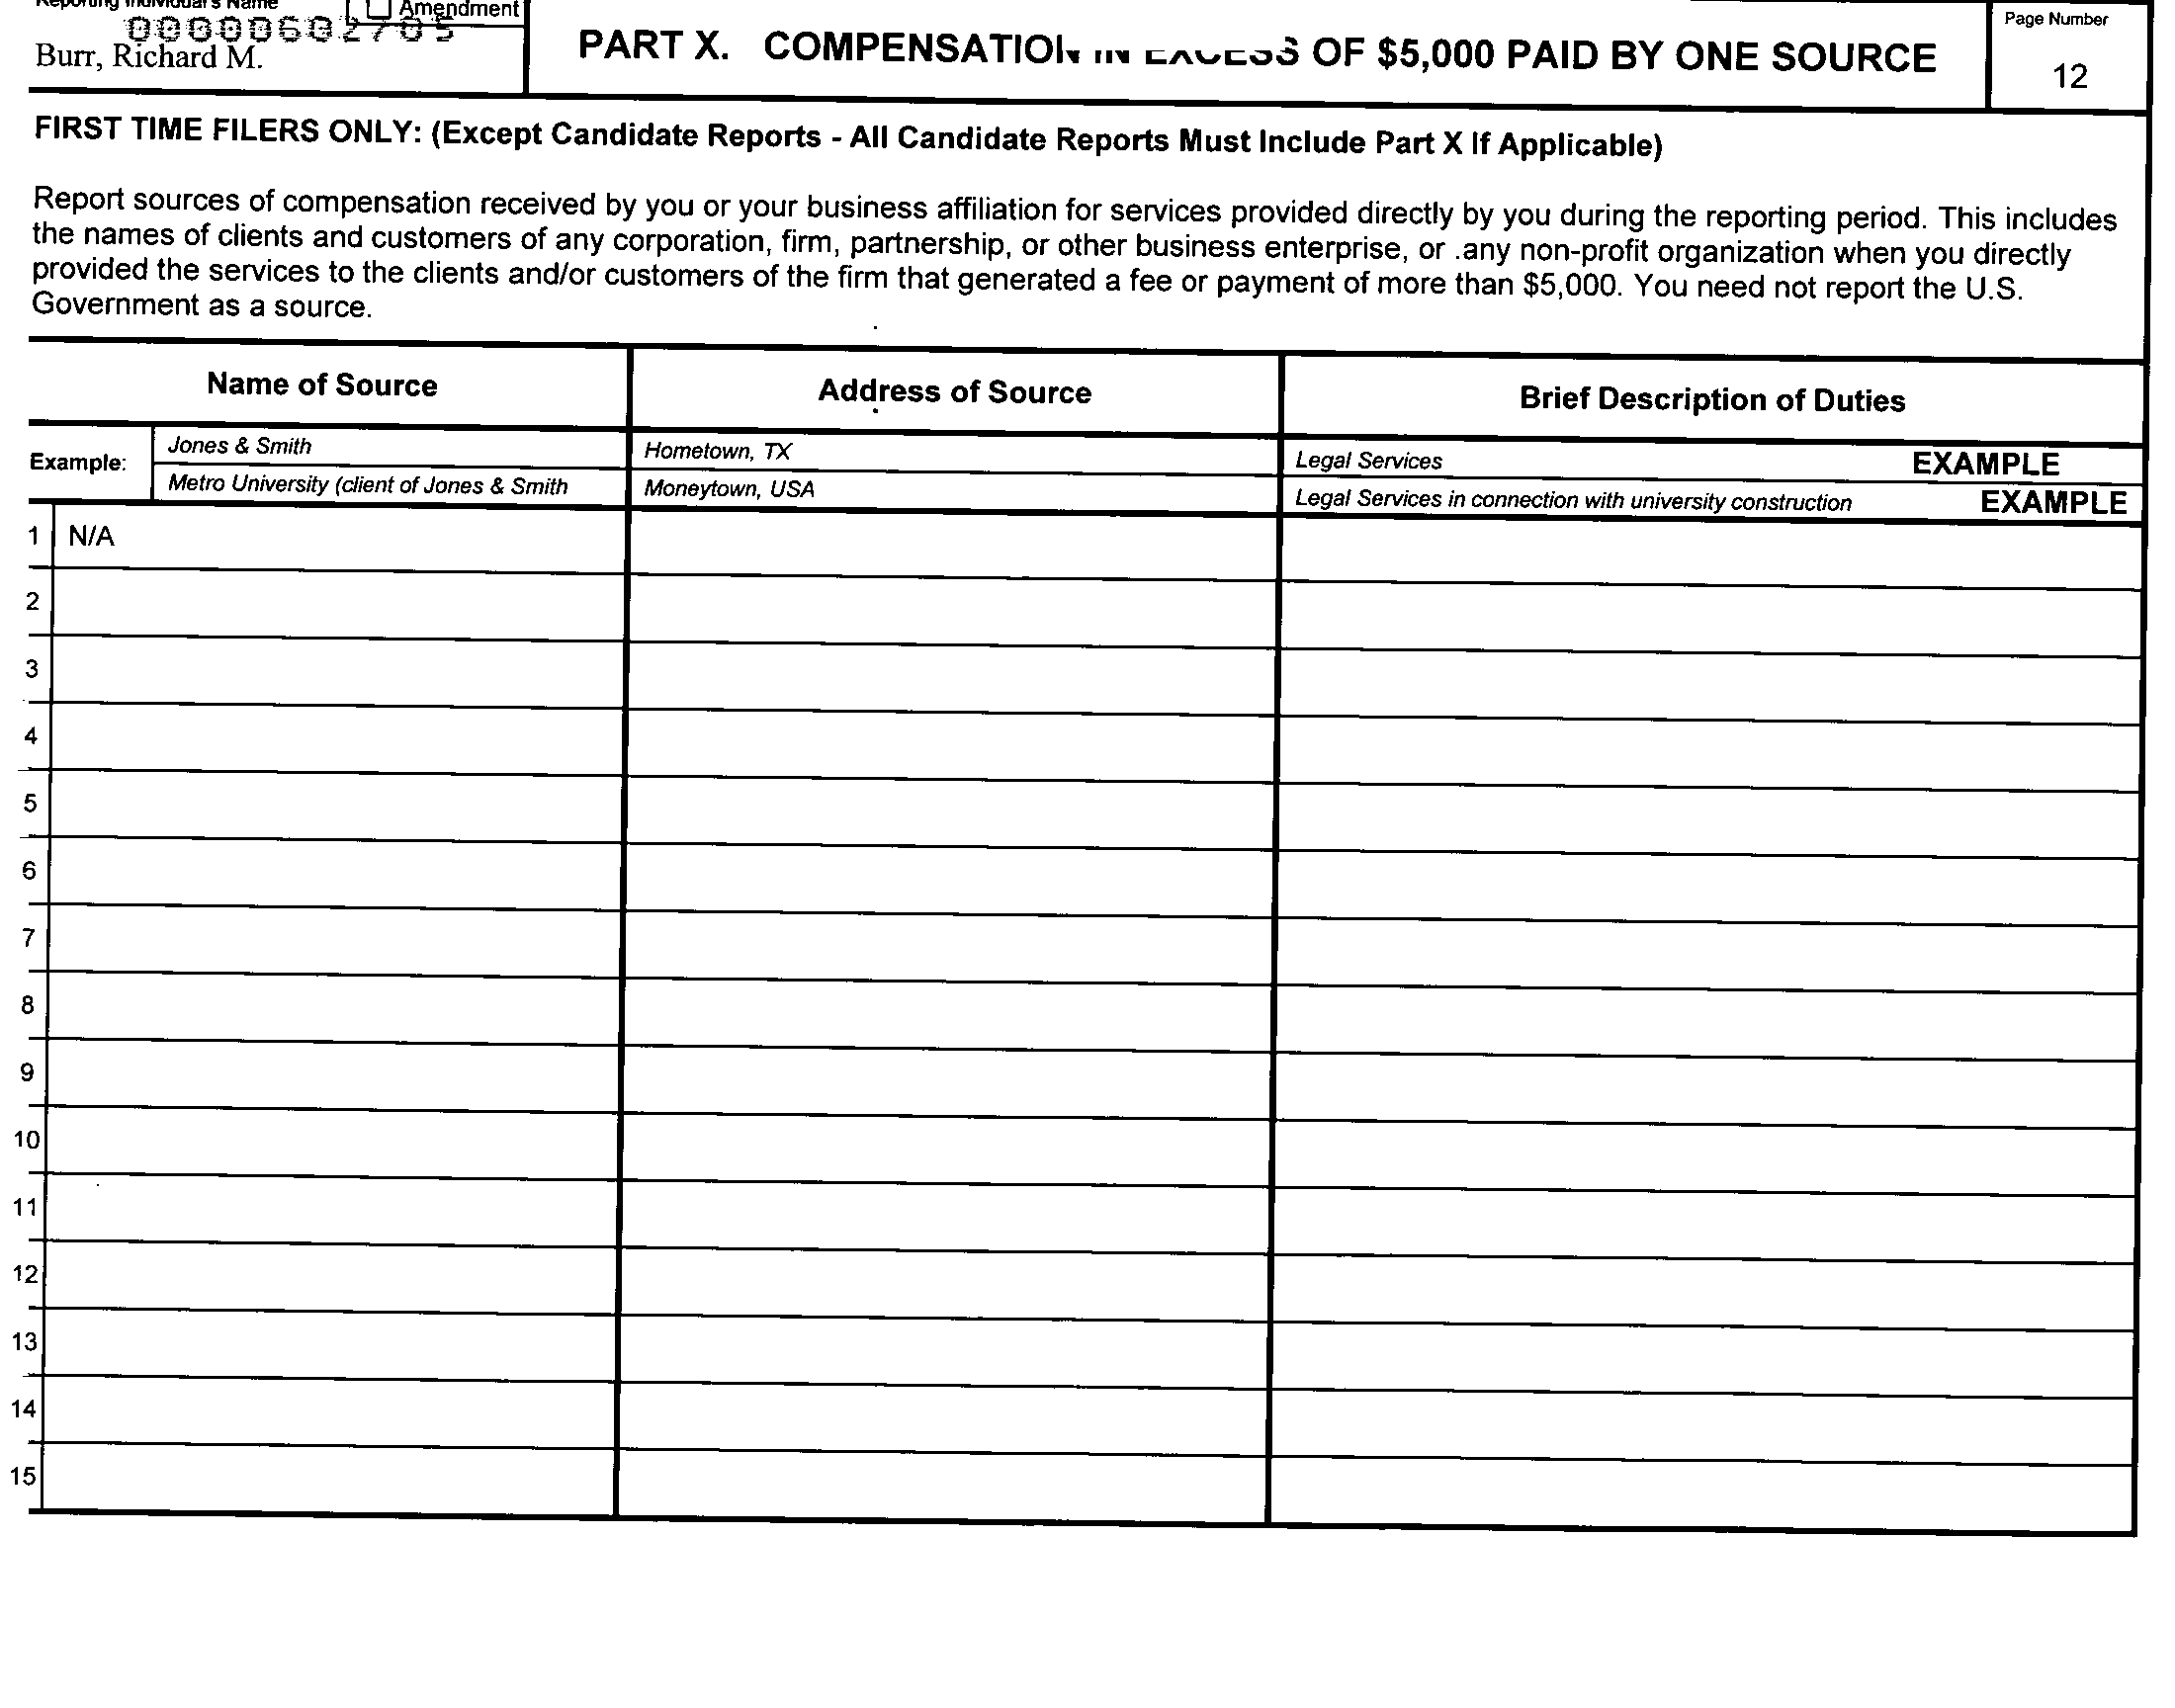 Reporting Individual's Name
Amendment
000000602705
Burr, Richard M.
PART X. COMPENSATION IN EXCESS OF $5,000 PAID BY ONE SOURCE
Page Number
12
FIRST TIME FILERS ONLY: (Except Candidate Reports - All Candidate Reports Must Include Part X If Applicable)
Report sources of compensation received by you or your business affiliation for services provided directly by you during the reporting period. This includes
the names of clients and customers of any corporation, firm, partnership, or other business enterprise, or .any non-profit organization when you directly
provided the services to the clients and/or customers of the firm that generated a fee or payment of more than $5,000. You need not report the U.S.
Government as a source.
Name of Source
Address of Source
Brief Description of Duties
Example:
Jones & Smith
Hometown, TX
Legal Services
EXAMPLE
Metro University (client of Jones & Smith
Moneytown, USA
Legal Services in connection with university construction
EXAMPLE
1 N/A
2
3
4
5
6
7
8
9
10
11
12
13
14
15